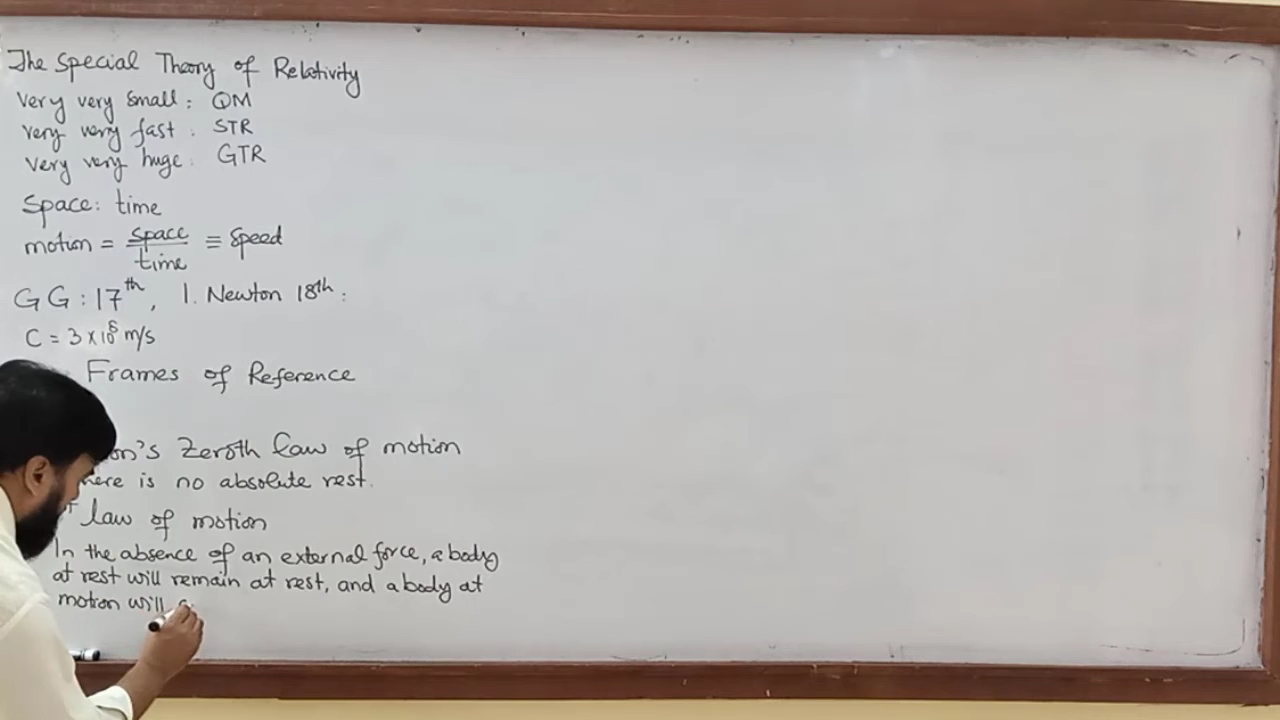 The Special Theory of Relativity
Very very small: QM
Very very fast: STR
Very very huge: GTR
Space: time
motion = space/time ≡ Speed
GG: 17th, I. Newton 18th:
C = 3×10⁸ m/s
Frames of Reference
on's Zeroth law of motion
here is no absolute rest.
law of motion
In the absence of an external force, a body
at rest will remain at rest, and a body at
motion will